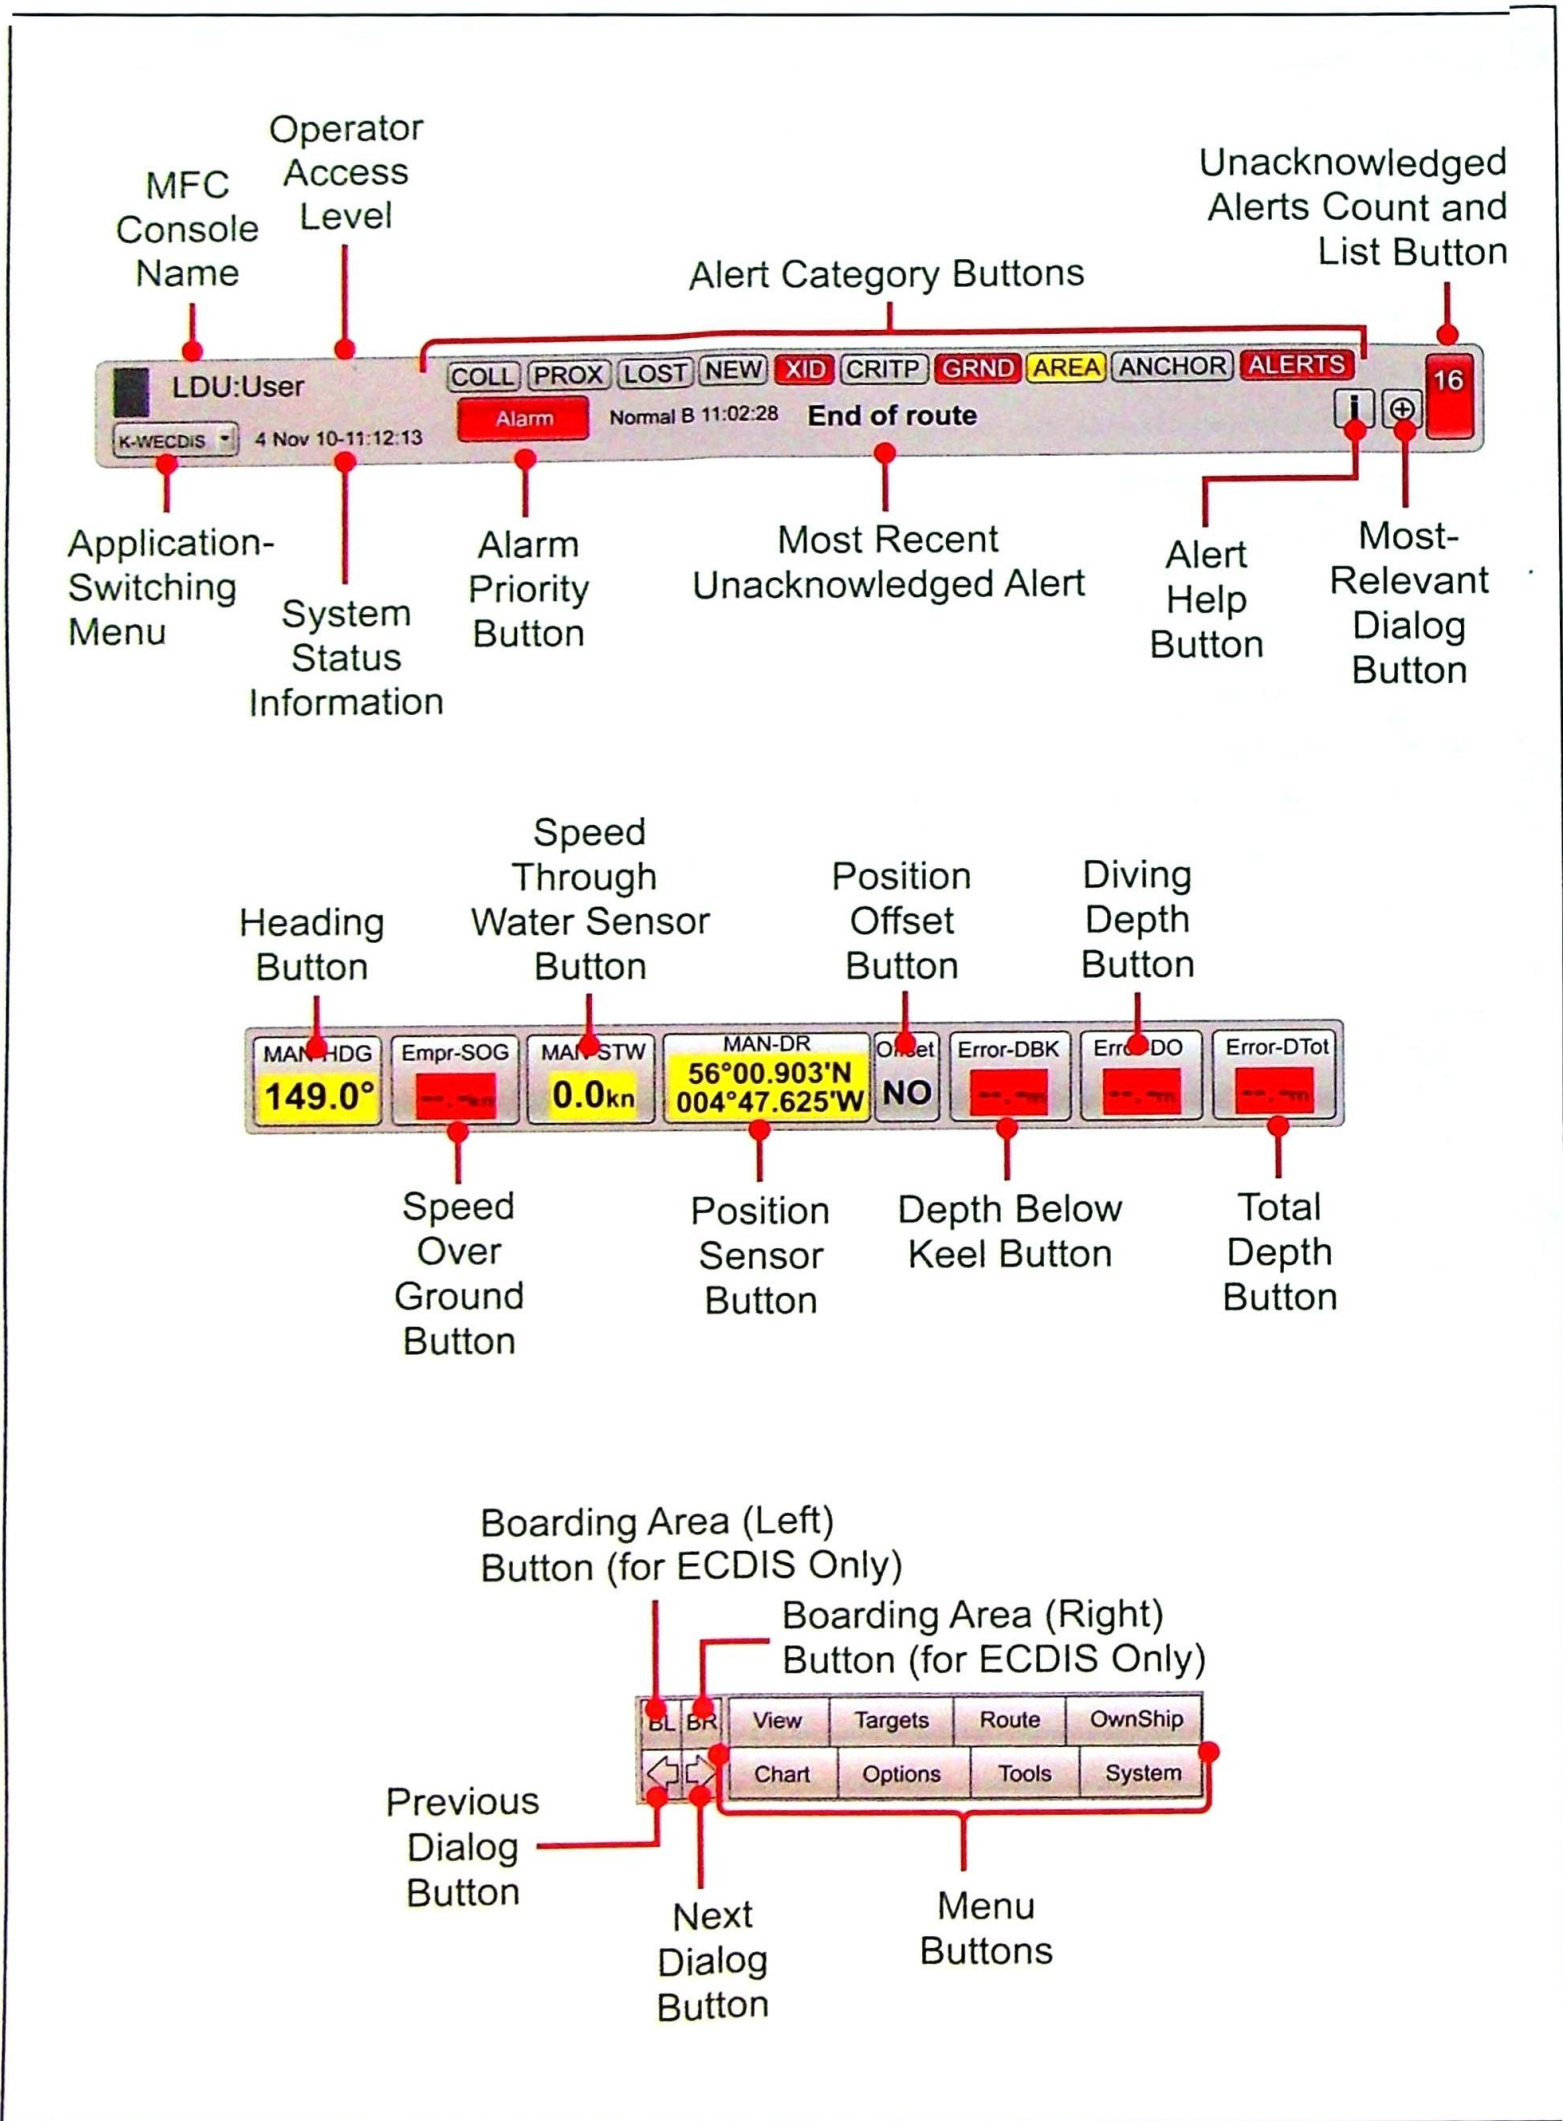 Operator
Access
Level
MFC
Console
Name
Unacknowledged
Alerts Count and
List Button
Alert Category Buttons
COLL PROX LOST NEW XID CRITP GRND AREA ANCHOR ALERTS
LDU:User
16
Alarm Normal B 11:02:28 End of route i
K-WECDIS 4 Nov 10-11:12:13
Application-
Switching
Menu
System
Status
Information
Alarm
Priority
Button
Most Recent
Unacknowledged Alert
Alert
Help
Button
Most-
Relevant
Dialog
Button
Heading
Button
Speed
Through
Water Sensor
Button
Position
Offset
Button
Diving
Depth
Button
MAN-HDG Empr-SOG MAN-STW MAN-DR Offset Error-DBK Error-DO Error-DTot
149.0° --.-kn 0.0kn 56°00.903'N NO --.-m --.-m --.-m
004°47.625'W
Speed
Over
Ground
Button
Position
Sensor
Button
Depth Below
Keel Button
Total
Depth
Button
Boarding Area (Left)
Button (for ECDIS Only)
Boarding Area (Right)
Button (for ECDIS Only)
BL BR View Targets Route OwnShip
Chart Options Tools System
Previous
Dialog
Button
Next
Dialog
Button
Menu
Buttons